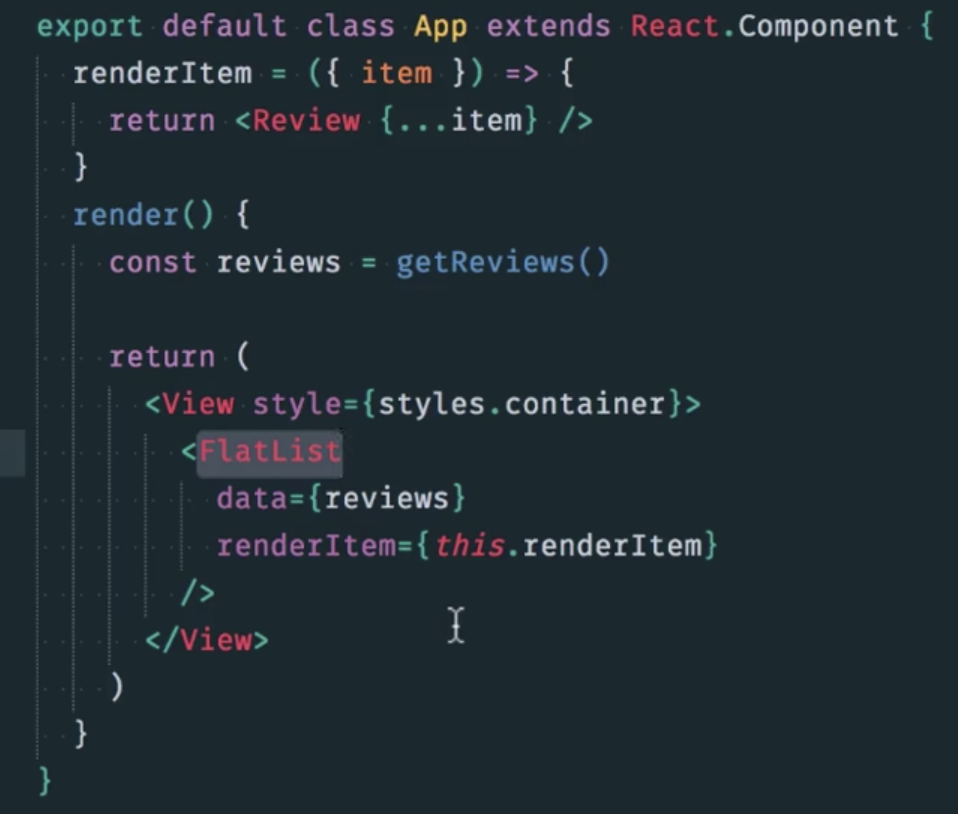 export default class App extends React.Component {
  renderItem = ({ item }) => {
    return <Review {...item} />
  }
  render() {
    const reviews = getReviews()

    return (
      <View style={styles.container}>
        <FlatList
          data={reviews}
          renderItem={this.renderItem}
        />
      </View>
    )
  }
}